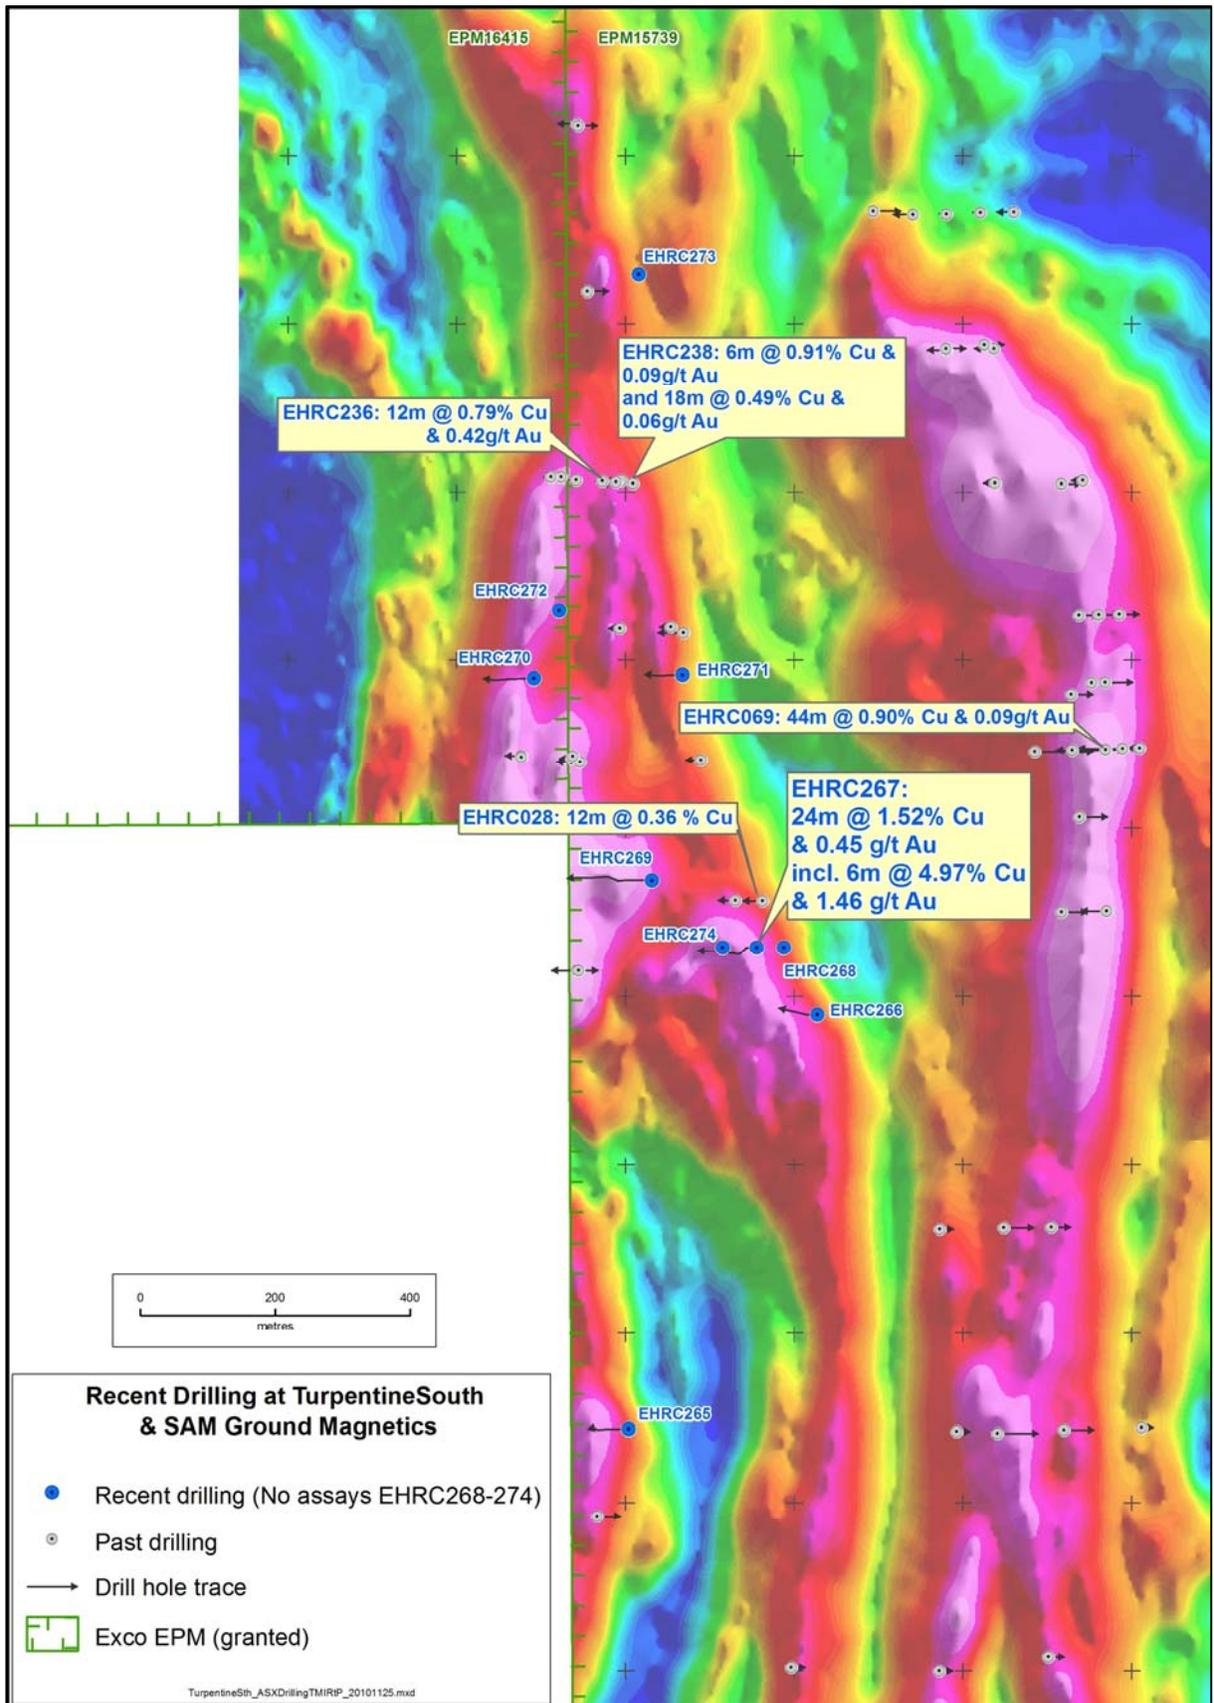 EPM16415
EPM15739
EHRC273
EHRC238: 6m @ 0.91% Cu &
0.09g/t Au
and 18m @ 0.49% Cu &
0.06g/t Au
EHRC236: 12m @ 0.79% Cu
& 0.42g/t Au
EHRC272
EHRC270
EHRC271
EHRC069: 44m @ 0.90% Cu & 0.09g/t Au
EHRC267:
24m @ 1.52% Cu
& 0.45 g/t Au
incl. 6m @ 4.97% Cu
& 1.46 g/t Au
EHRC028: 12m @ 0.36 % Cu
EHRC269
EHRC274
EHRC268
EHRC266
0 200 400
metres
EHRC265
Recent Drilling at TurpentineSouth
& SAM Ground Magnetics
Recent drilling (No assays EHRC268-274)
Past drilling
Drill hole trace
Exco EPM (granted)
TurpentineSth_ASXDrillingTMIRtP_20101125.mxd